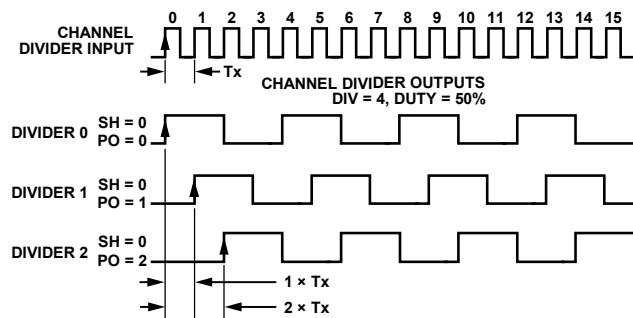 0 1 2 3 4 5 6 7 8 9 10 11 12 13 14 15
CHANNEL
DIVIDER INPUT
Tx
CHANNEL DIVIDER OUTPUTS
DIV = 4, DUTY = 50%
DIVIDER 0
SH = 0
PO = 0
DIVIDER 1
SH = 0
PO = 1
DIVIDER 2
SH = 0
PO = 2
1 × Tx
2 × Tx